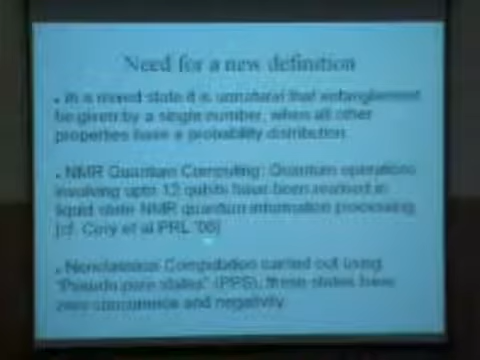 Need for a new definition
. In a mixed state it is unnatural that entanglement
be given by a single number, when all other
properties have a probability distribution
. NMR Quantum Computing: Quantum operations
involving upto 12 qubits have been realised in
liquid state NMR quantum information processing
[cf. Cory et al PRL '06]
. Nonclassical Computation carried out using
"Pseudo pure states" (PPS), these states have
zero concurrence and negativity